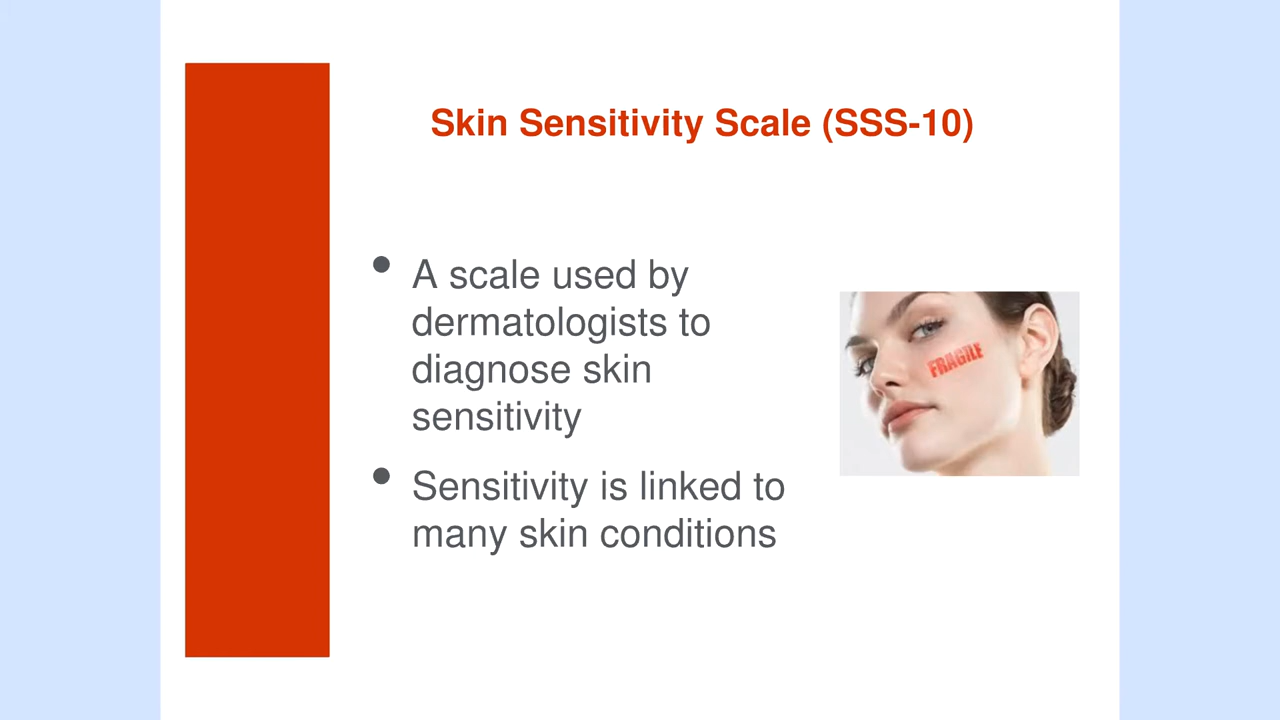 Skin Sensitivity Scale (SSS-10)
• A scale used by
dermatologists to
diagnose skin
sensitivity
• Sensitivity is linked to
many skin conditions
FRAGILE